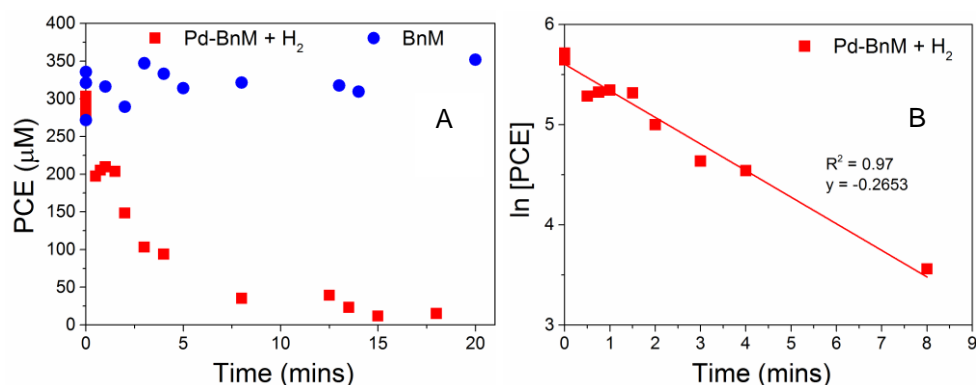 400
350
300
250
200
150
100
50
0
PCE (μM)
Pd-BnM + H₂
BnM
A
0 5 10 15 20
Time (mins)
6
5
4
3
ln [PCE]
Pd-BnM + H₂
B
R² = 0.97
y = -0.2653
0 1 2 3 4 5 6 7 8 9
Time (mins)